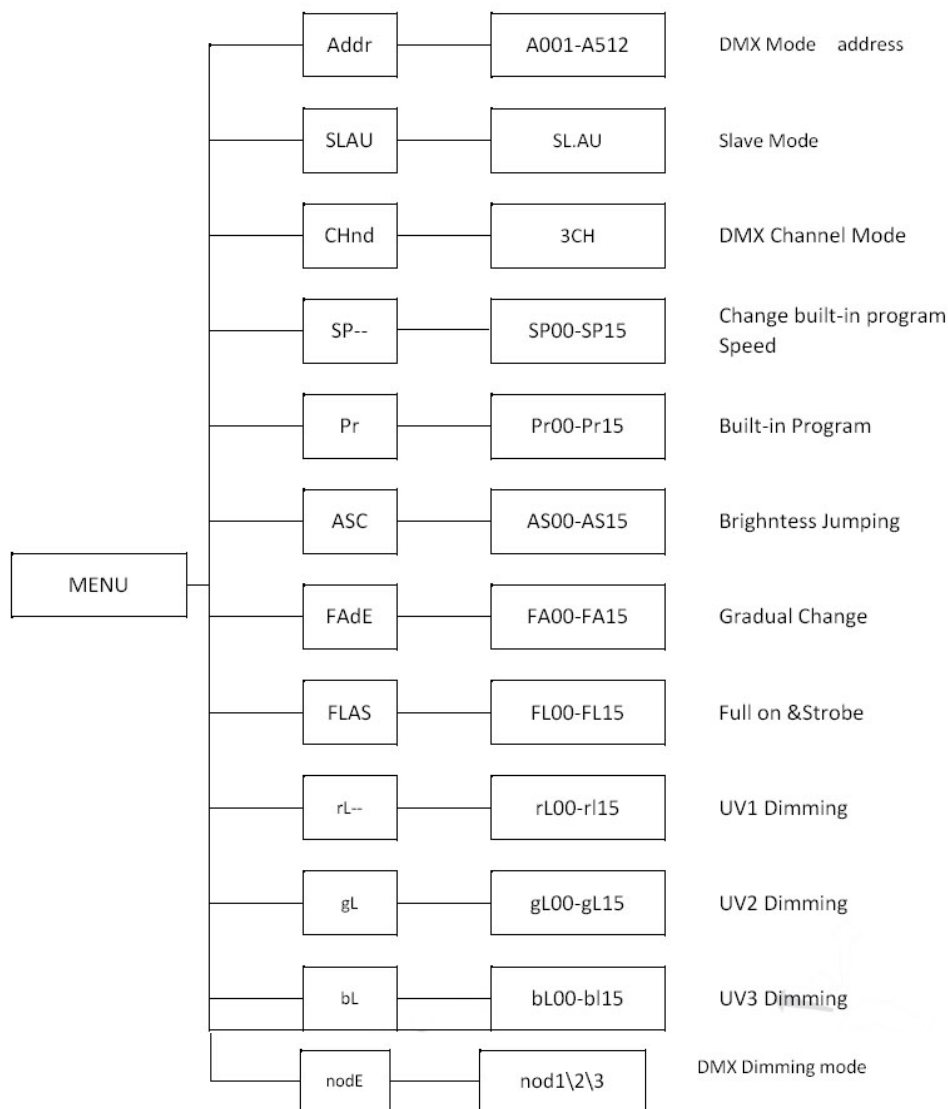 Addr A001-A512 DMX Mode address
SLAU SL.AU Slave Mode
CHnd 3CH DMX Channel Mode
SP-- SP00-SP15 Change built-in program
Speed
Pr Pr00-Pr15 Built-in Program
ASC AS00-AS15 Brighntess Jumping
MENU
FAdE FA00-FA15 Gradual Change
FLAS FL00-FL15 Full on &Strobe
rL-- rL00-rl15 UV1 Dimming
gL gL00-gL15 UV2 Dimming
bL bL00-bl15 UV3 Dimming
nodE nod1\2\3 DMX Dimming mode